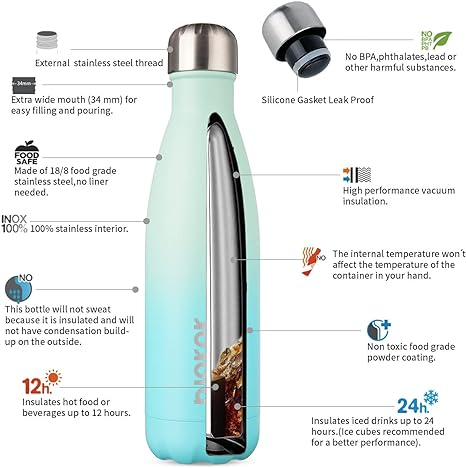 External stainless steel thread
34mm
Extra wide mouth (34 mm) for
easy filling and pouring.
FOOD
SAFE
Made of 18/8 food grade
stainless steel,no liner
needed.
INOX
100% 100% stainless interior.
NO
This bottle will not sweat
because it is insulated and will
not have condensation build-
up on the outside.
12h.
Insulates hot food or
beverages up to 12 hours.
NO
BPA
PHT
PB
No BPA,phthalates,lead or
other harmful substances.
Silicone Gasket Leak Proof
High performance vacuum
insulation.
NO
The internal temperature won´t
affect the temperature of the
container in your hand.
Non toxic food grade
powder coating.
24h.
Insulates iced drinks up to 24
hours.(Ice cubes recommended
for a better performance).